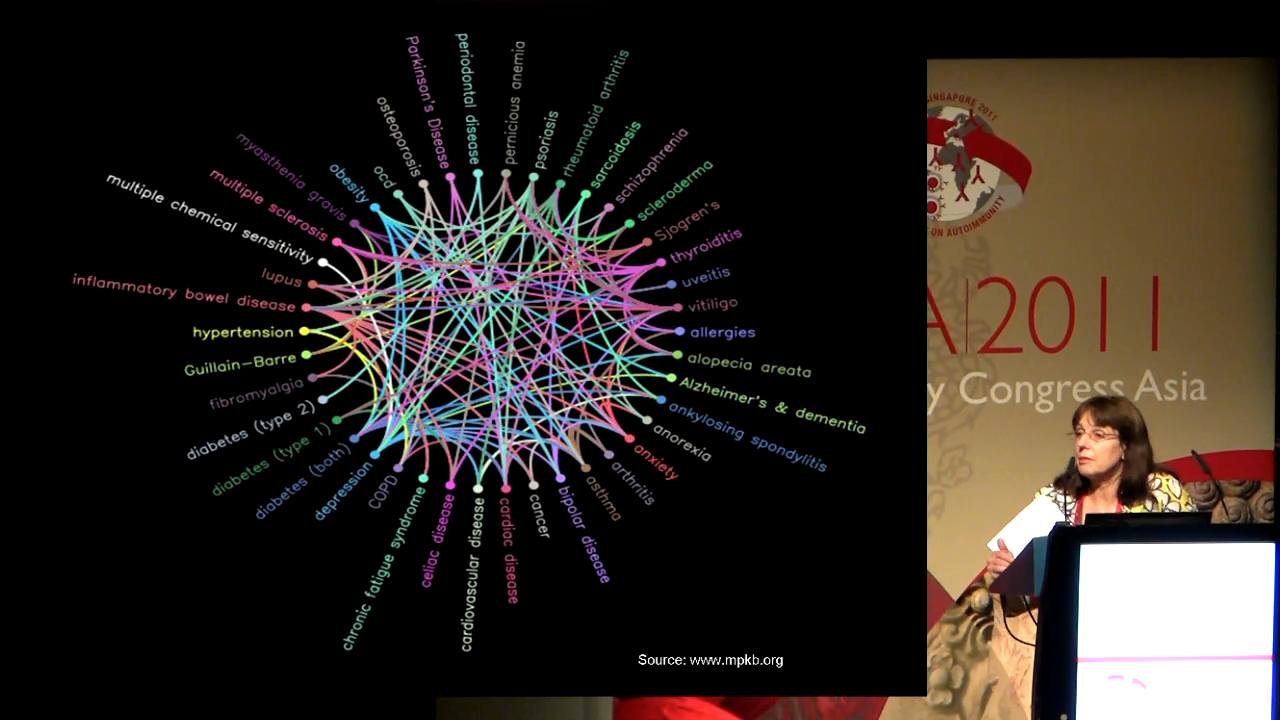 Parkinson's Disease
periodontal disease
pernicious anemia
psoriasis
rheumatoid arthritis
sarcoidosis
schizophrenia
scleroderma
Sjogren's
thyroiditis
uveitis
vitiligo
allergies
alopecia areata
Alzheimer's & dementia
ankylosing spondylitis
anorexia
anxiety
arthritis
asthma
bipolar disease
cancer
cardiac disease
cardiovascular disease
celiac disease
chronic fatigue syndrome
COPD
depression
diabetes (both)
diabetes (type 1)
diabetes (type 2)
fibromyalgia
Guillain-Barre
hypertension
inflammatory bowel disease
lupus
multiple chemical sensitivity
multiple sclerosis
myasthenia gravis
obesity
ocd
osteoporosis
Source: www.mpkb.org
SINGAPORE 2011
ON AUTOIMMUNITY
A|2011
y Congress Asia